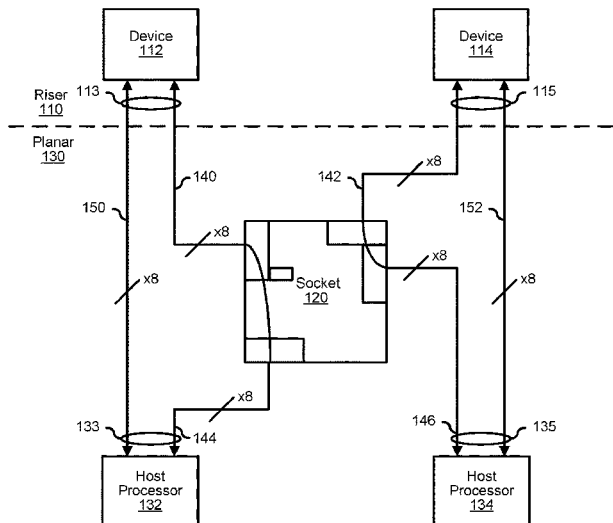 Device
112
Device
114
Riser
110
113
115
Planar
130
140
142
x8
150
152
x8
x8
x8
Socket
120
x8
x8
133
144
146
135
Host
Processor
132
Host
Processor
134